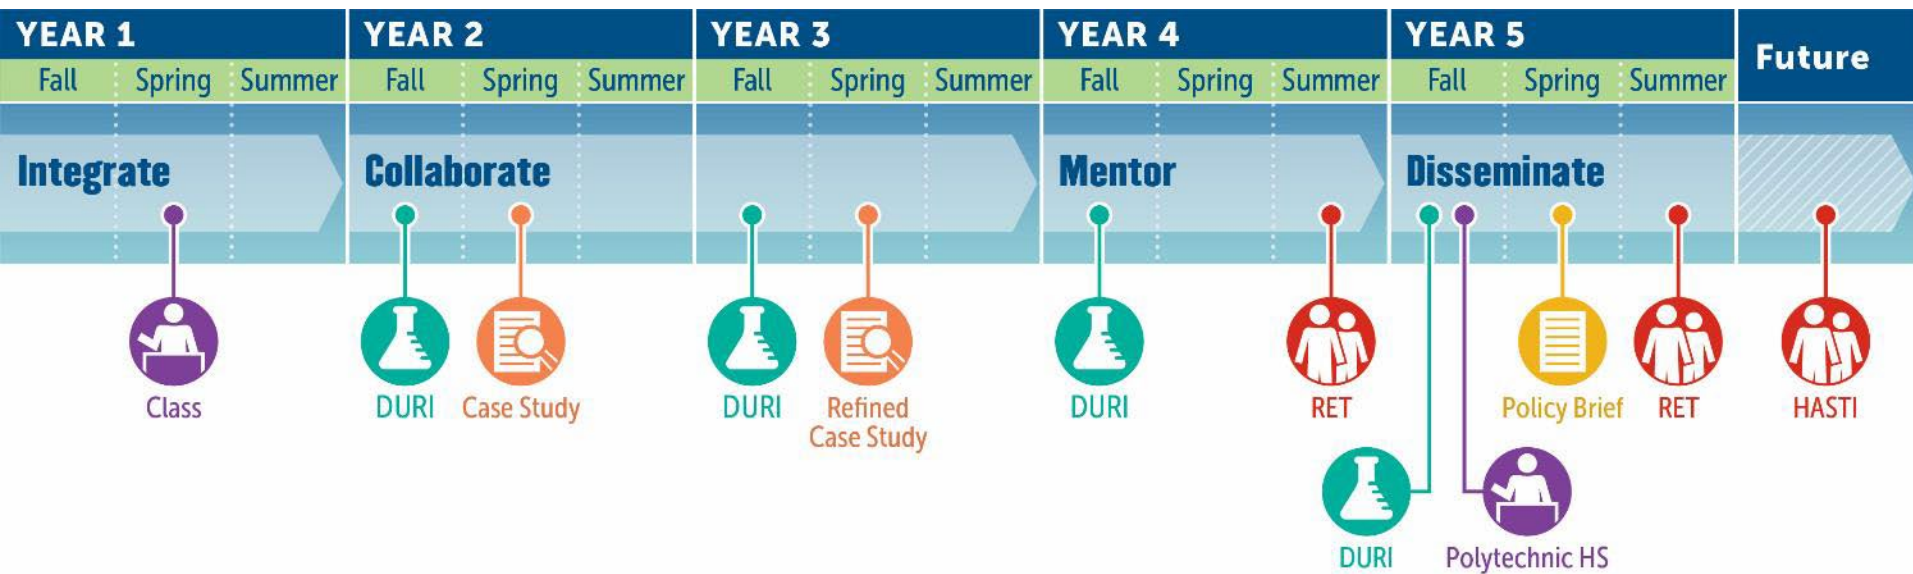 YEAR 1 YEAR 2 YEAR 3 YEAR 4 YEAR 5 Future
Fall Spring Summer Fall Spring Summer Fall Spring Summer Fall Spring Summer Fall Spring Summer
Integrate Collaborate Mentor Disseminate
Class DURI Case Study DURI Refined DURI RET Policy Brief RET HASTI
Case Study
DURI Polytechnic HS